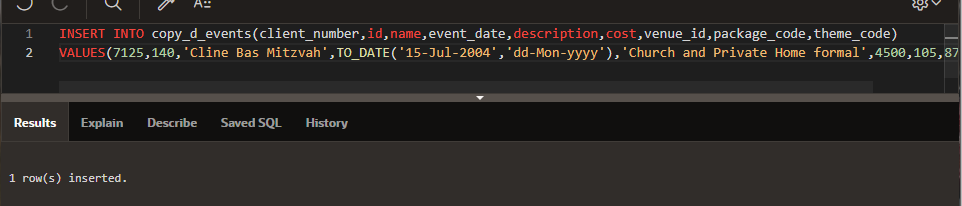 A::
1 INSERT INTO copy_d_events(client_number,id,name,event_date,description,cost,venue_id,package_code,theme_code)
2 VALUES(7125,140,'Cline Bas Mitzvah',TO_DATE('15-Jul-2004','dd-Mon-yyyy'),'Church and Private Home formal',4500,105,87
Results Explain Describe Saved SQL History
1 row(s) inserted.